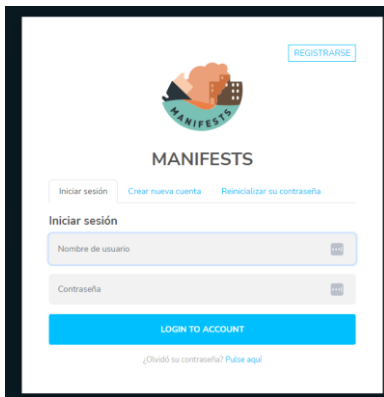 REGISTRARSE
MANIFESTS
MANIFESTS
Iniciar sesión Crear nueva cuenta Reinicializar su contraseña
Iniciar sesión
Nombre de usuario
Contraseña
LOGIN TO ACCOUNT
¿Olvidó su contraseña? Pulse aquí